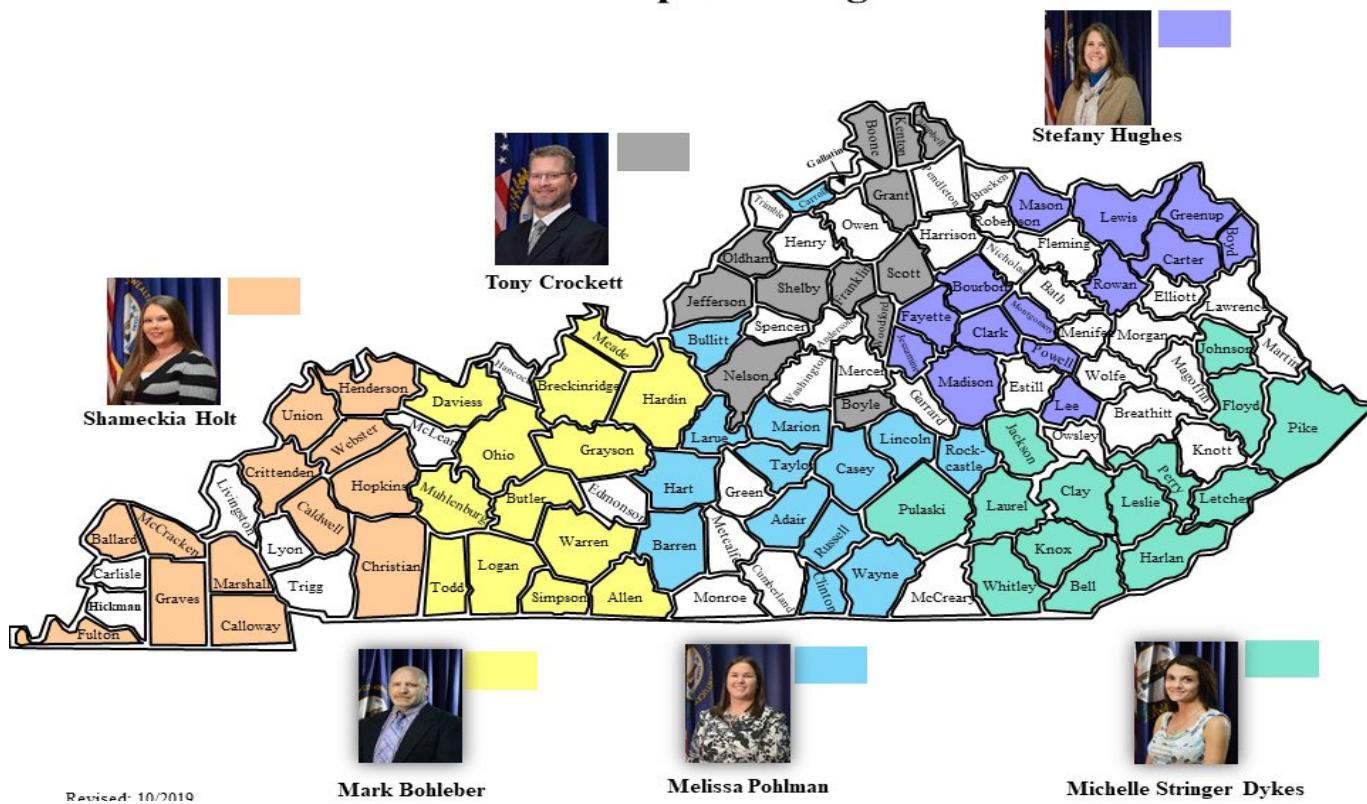 Stefany Hughes
Tony Crockett
Shameckia Holt
Boone
Kenton
Campbell
Gallatin
Pendleton
Bracken
Grant
Carroll
Trimble
Owen
Mason
Robertson
Lewis
Greenup
Boyd
Henry
Harrison
Fleming
Carter
Nicholas
Oldham
Shelby
Franklin
Scott
Bourbon
Bath
Rowan
Elliott
Lawrence
Jefferson
Spencer
Anderson
Woodford
Fayette
Clark
Montgomery
Menifee
Morgan
Bullitt
Jessamine
Powell
Johnson
Martin
Meade
Hancock
Breckinridge
Nelson
Washington
Mercer
Madison
Estill
Wolfe
Magoffin
Henderson
Daviess
Hardin
Boyle
Garrard
Lee
Breathitt
Floyd
Pike
Union
Webster
McLean
Ohio
Grayson
Larue
Marion
Lincoln
Rock-
castle
Jackson
Owsley
Knott
Crittenden
Hopkins
Muhlenburg
Butler
Edmonson
Hart
Green
Taylo
Casey
Perry
Livingston
Caldwell
Warren
Adair
Pulaski
Laurel
Clay
Leslie
Letcher
Ballard
McCracken
Lyon
Christian
Logan
Barren
Metcalfe
Russell
Knox
Harlan
Carlisle
Graves
Marshall
Trigg
Todd
Simpson
Allen
Monroe
Cumberland
Clinton
Wayne
McCreary
Whitley
Bell
Hickman
Fulton
Calloway
Mark Bohleber
Melissa Pohlman
Michelle Stringer Dykes
Revised: 10/2019